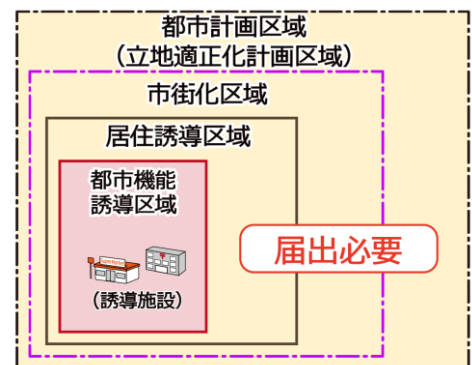 都市計画区域
（立地適正化計画区域）
市街化区域
居住誘導区域
都市機能
誘導区域
届出必要
（誘導施設）